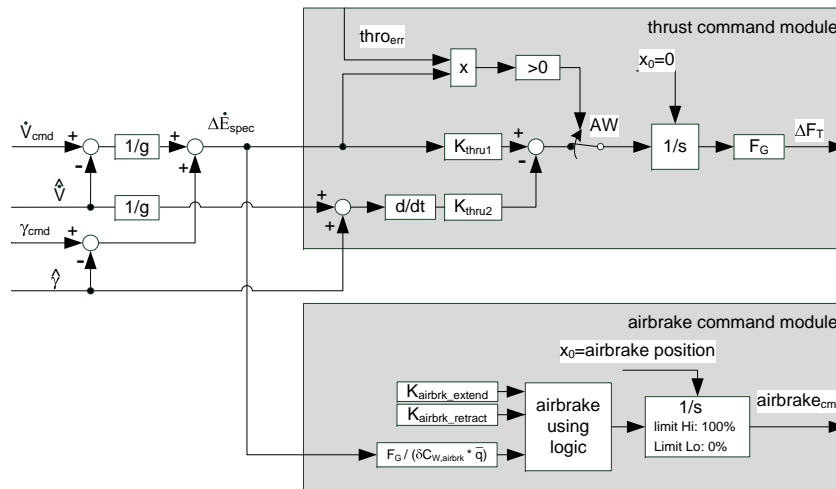 thrust command module
thro_err
x
>0
x_0=0
AW
V̇_cmd
+
-
1/g
+
+
ΔĖ_spec
K_thru1
+
-
1/s
F_G
ΔF_T
V̇̂
1/g
+
+
d/dt
K_thru2
γ_cmd
+
-
γ̂
airbrake command module
x_0=airbrake position
K_airbrk_extend
K_airbrk_retract
airbrake
using
logic
1/s
limit Hi: 100%
Limit Lo: 0%
airbrake_cm
F_G / (δC_W,airbrk * q̄)